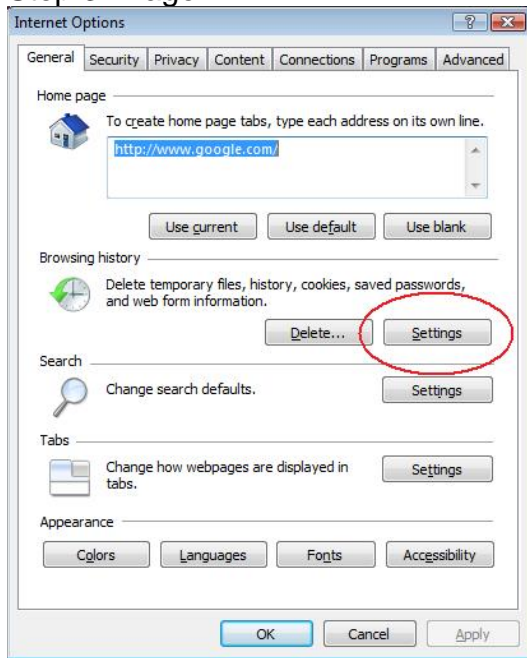 Internet Options
General Security Privacy Content Connections Programs Advanced
Home page
To create home page tabs, type each address on its own line.
http://www.google.com/
Use current Use default Use blank
Browsing history
Delete temporary files, history, cookies, saved passwords,
and web form information.
Delete... Settings
Search
Change search defaults. Settings
Tabs
Change how webpages are displayed in Settings
tabs.
Appearance
Colors Languages Fonts Accessibility
OK Cancel Apply